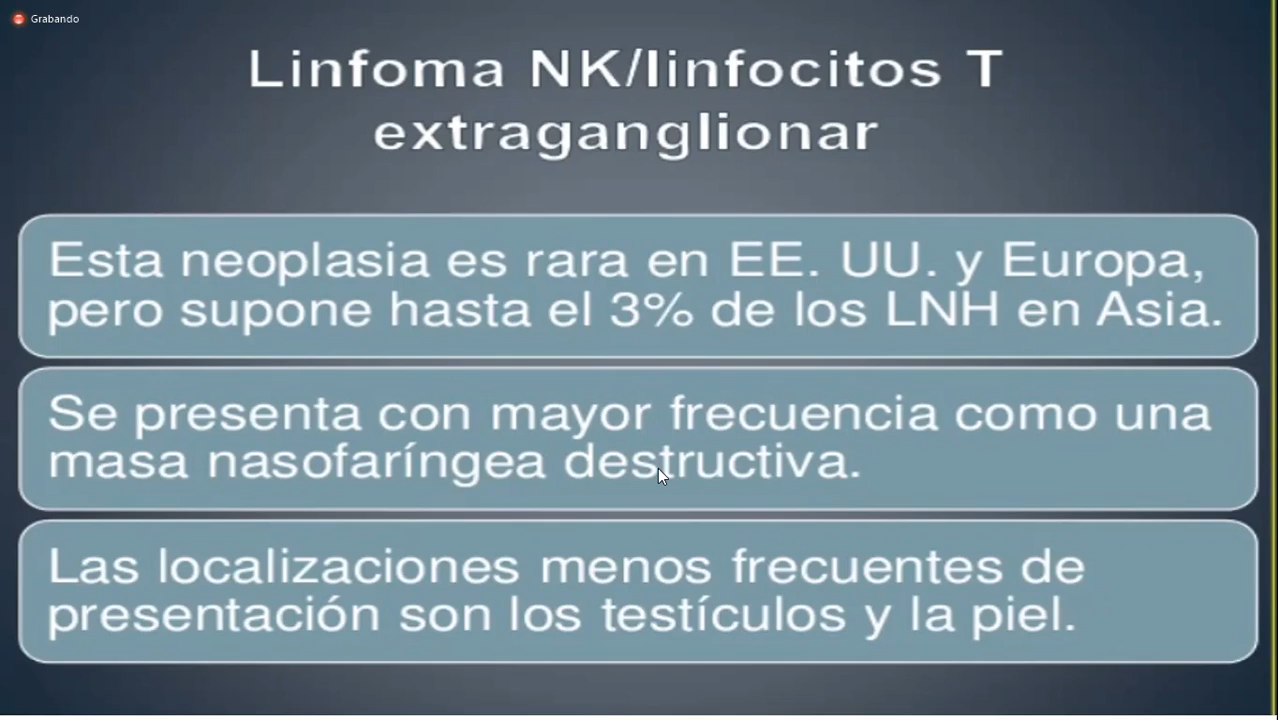 Grabando
Linfoma NK/linfocitos T
extraganglionar
Esta neoplasia es rara en EE. UU. y Europa,
pero supone hasta el 3% de los LNH en Asia.
Se presenta con mayor frecuencia como una
masa nasofaríngea destructiva.
Las localizaciones menos frecuentes de
presentación son los testículos y la piel.